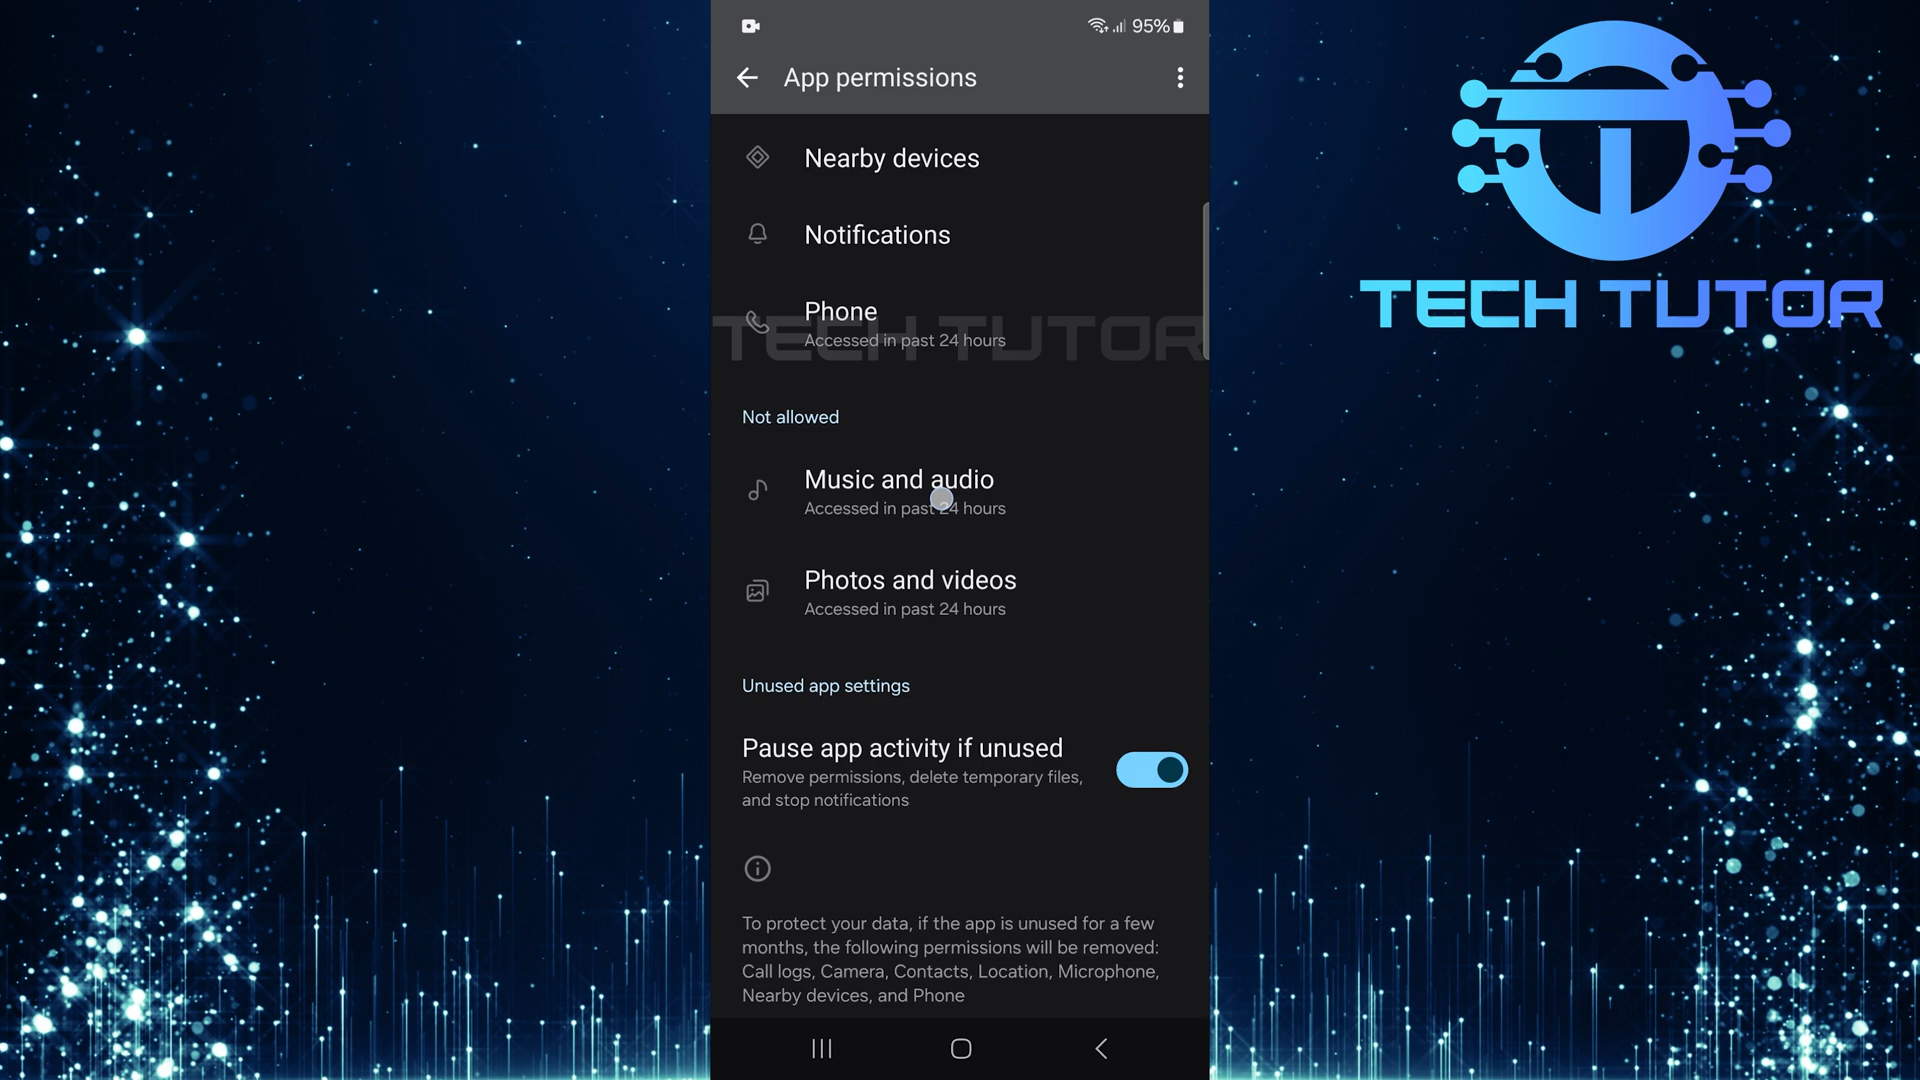 95%
App permissions
Nearby devices
Notifications
Phone
Accessed in past 24 hours
TECH TUTOR
Not allowed
Music and audio
Accessed in past 24 hours
Photos and videos
Accessed in past 24 hours
Unused app settings
Pause app activity if unused
Remove permissions, delete temporary files,
and stop notifications
To protect your data, if the app is unused for a few
months, the following permissions will be removed:
Call logs, Camera, Contacts, Location, Microphone,
Nearby devices, and Phone
TECH TUTOR